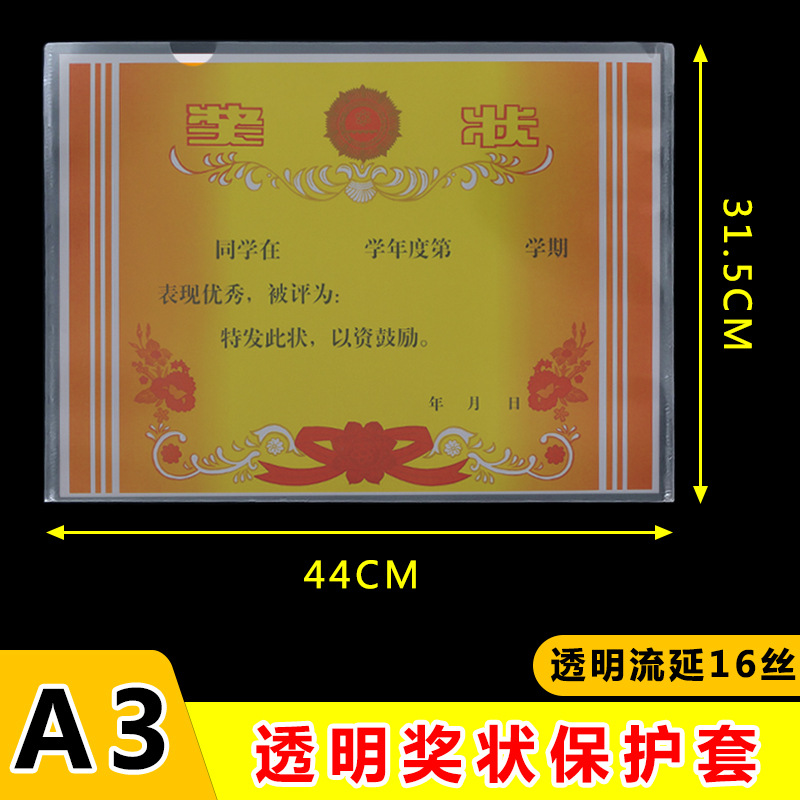 奖 状
同学在 学年度第 学期
表现优秀，被评为：
特发此状，以资鼓励。
年 月 日
31.5CM
44CM
透明流延16丝
A3
透明奖状保护套